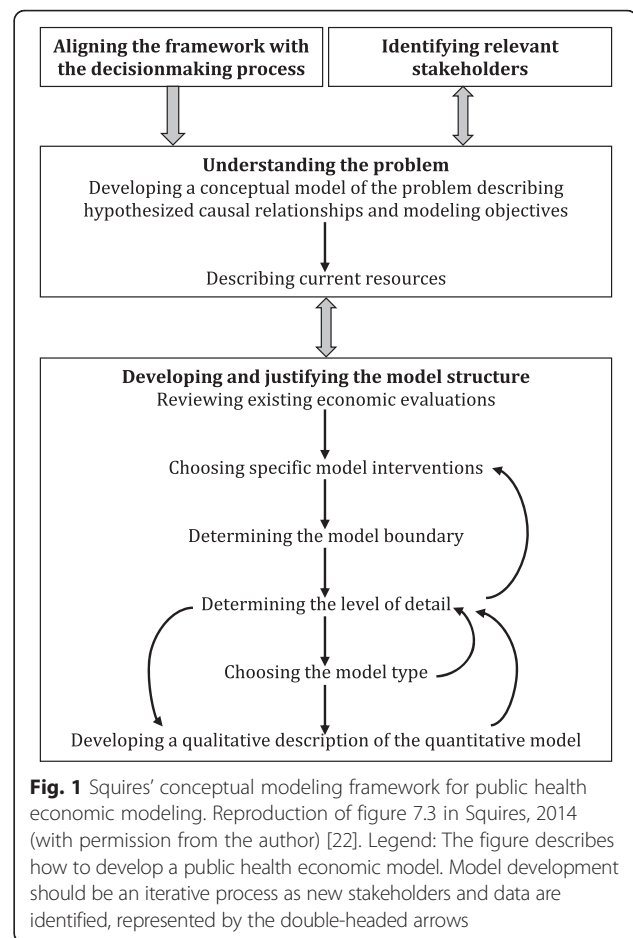 Aligning the framework with
the decisionmaking process
Identifying relevant
stakeholders
Understanding the problem
Developing a conceptual model of the problem describing
hypothesized causal relationships and modeling objectives
Describing current resources
Developing and justifying the model structure
Reviewing existing economic evaluations
Choosing specific model interventions
Determining the model boundary
Determining the level of detail
Choosing the model type
Developing a qualitative description of the quantitative model
Fig. 1 Squires’ conceptual modeling framework for public health
economic modeling. Reproduction of figure 7.3 in Squires, 2014
(with permission from the author) [22]. Legend: The figure describes
how to develop a public health economic model. Model development
should be an iterative process as new stakeholders and data are
identified, represented by the double-headed arrows